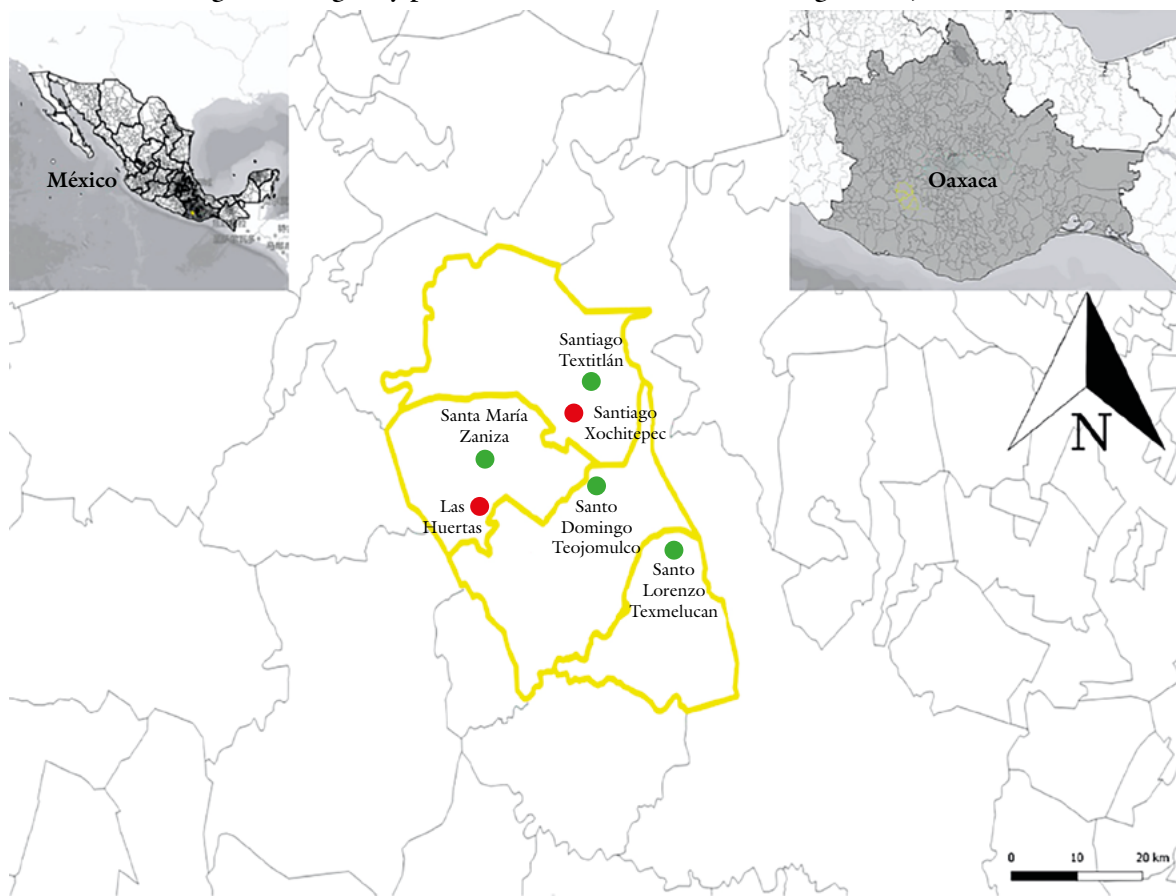 México
Oaxaca
Santiago
Textitlán
Santiago
Xochitepec
Santa María
Zaniza
Las
Huertas
Santo
Domingo
Teojomulco
Santo
Lorenzo
Texmelucan
N
0 10 20 km